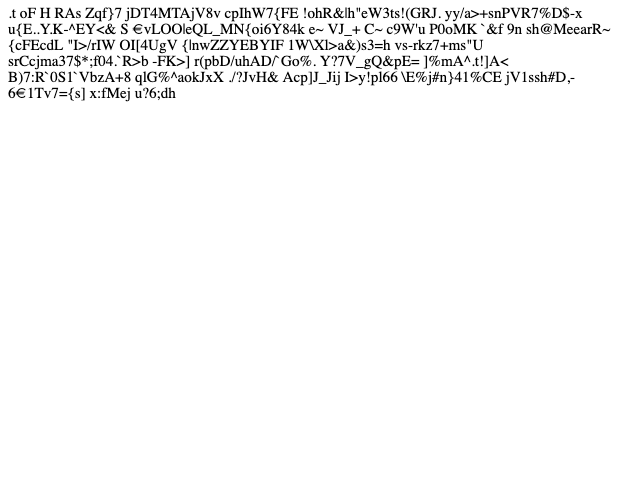 .t oF H RAs Zqf}7 jDT4MTAjV8v cpIhW7{FE !ohR&|h"eW3ts!(GRJ. yy/a>+snPVR7%D$-x
u{E..Y.K-^EY<& S €vLOO|eQL_MN{oi6Y84k e~ VJ_+ C~ c9W'u P0oMK `&f 9n sh@MeearR~
{cFEcdL "I>/rIW OI[4UgV {|nwZZYEBYIF 1W\Xl>a&)s3=h vs-rkz7+ms"U
srCcjma37$*;f04.`R>b -FK>] r(pbD/uhAD/`Go%. Y?7V_gQ&pE= ]%mA^.t!]A<
B)7:R`0S1`VbzA+8 qlG%^aokJxX ./?JvH& Acp]J_Jij I>y!pl66 \E%j#n}41%CE jV1ssh#D,-
6€1Tv7={s] x:fMej u?6;dh